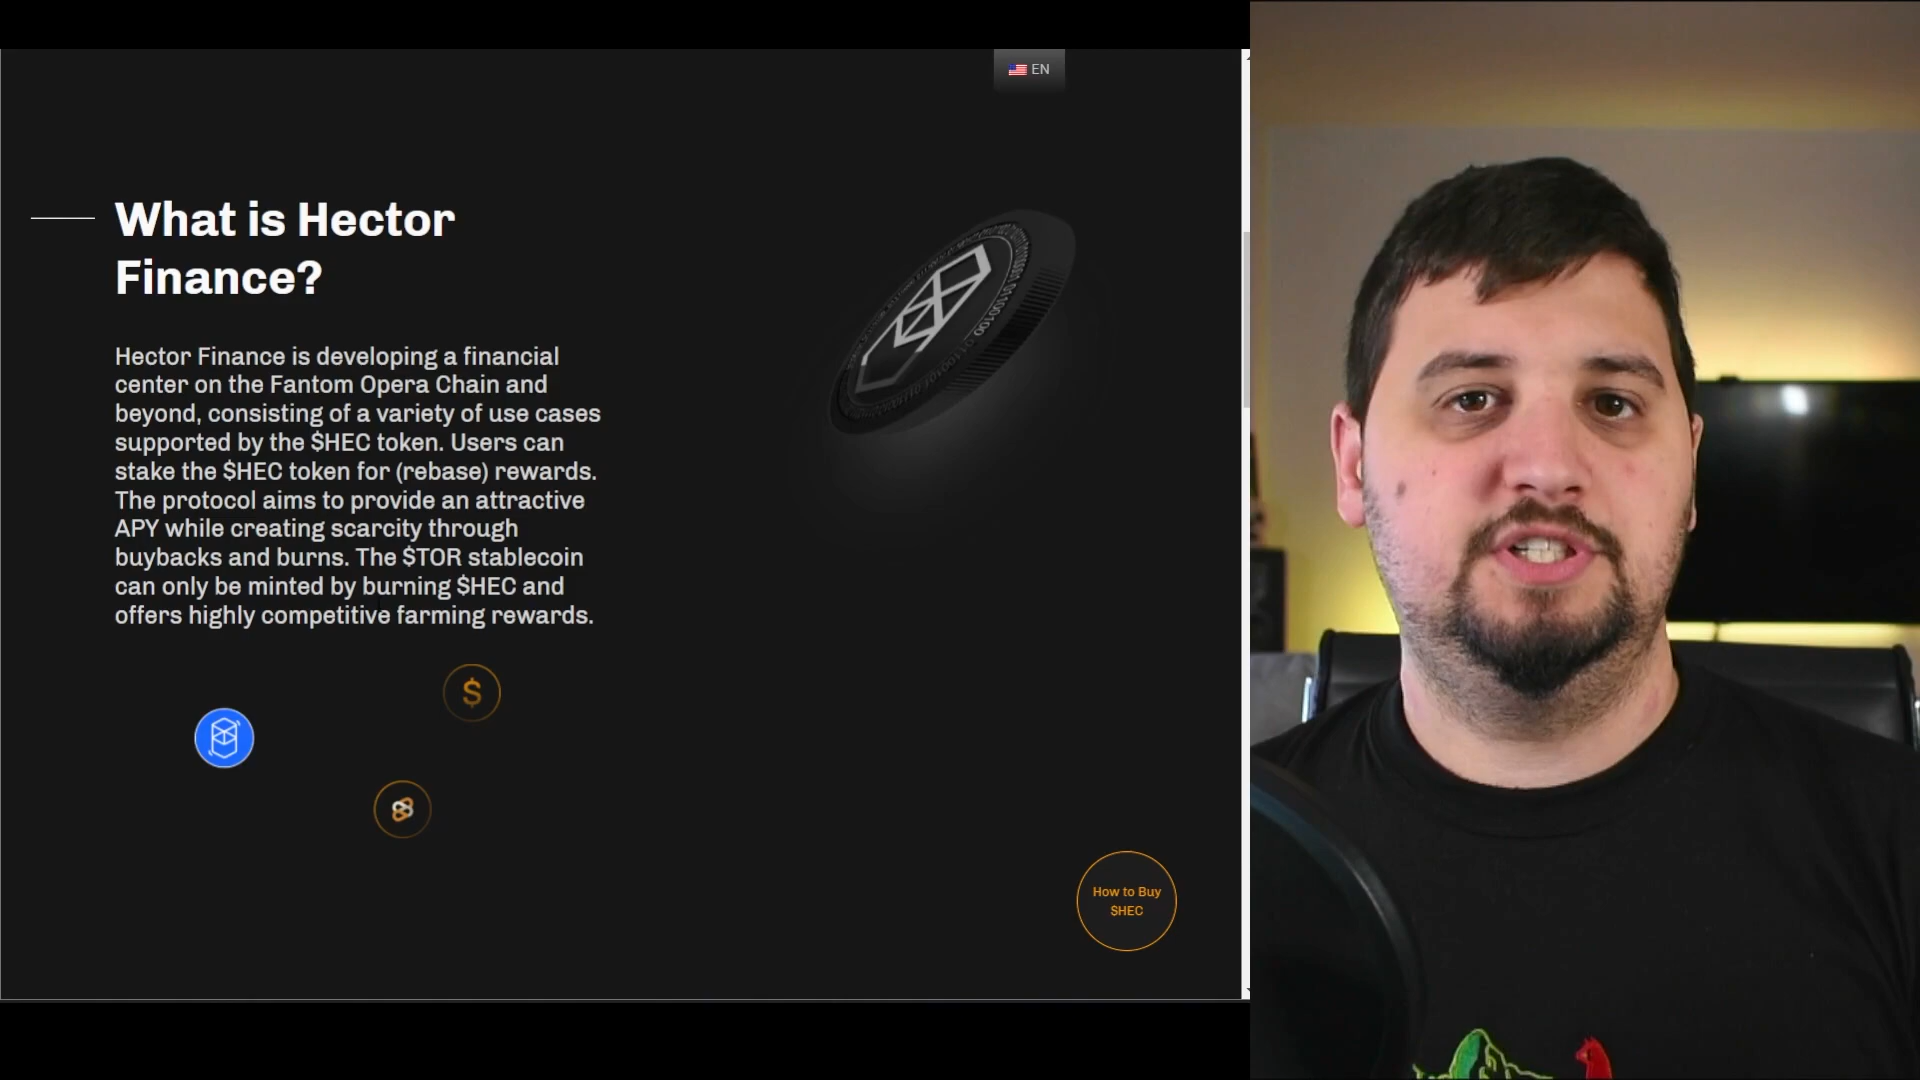 EN
What is Hector
Finance?
Hector Finance is developing a financial
center on the Fantom Opera Chain and
beyond, consisting of a variety of use cases
supported by the $HEC token. Users can
stake the $HEC token for (rebase) rewards.
The protocol aims to provide an attractive
APY while creating scarcity through
buybacks and burns. The $TOR stablecoin
can only be minted by burning $HEC and
offers highly competitive farming rewards.
$
How to Buy
$HEC